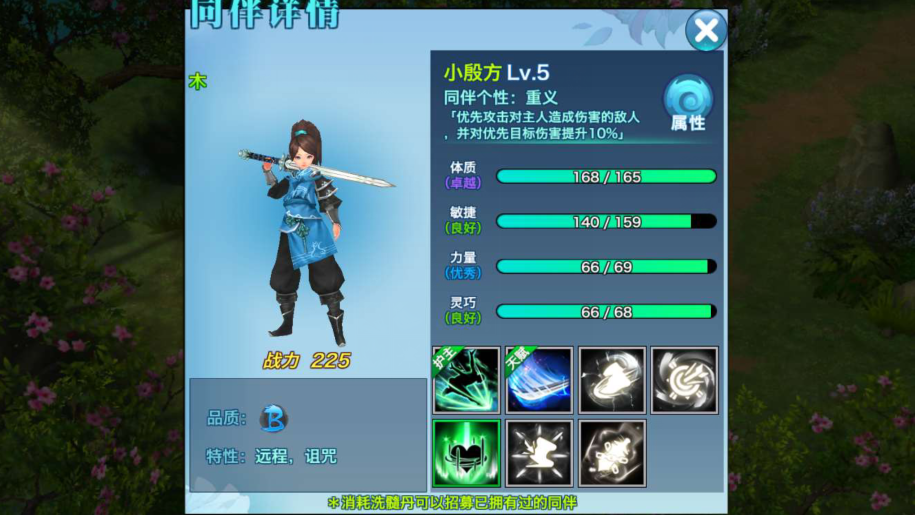 同伴详情
木
小殷方 Lv.5
同伴个性：重义
「优先攻击对主人造成伤害的敌人
，并对优先目标伤害提升10%」
属性
体质
(卓越)
168 / 165
敏捷
(良好)
140 / 159
力量
(优秀)
66 / 69
灵巧
(良好)
66 / 68
战力 225
护主
天赋
品质：B
特性：远程，诅咒
*消耗洗髓丹可以招募已拥有过的同伴